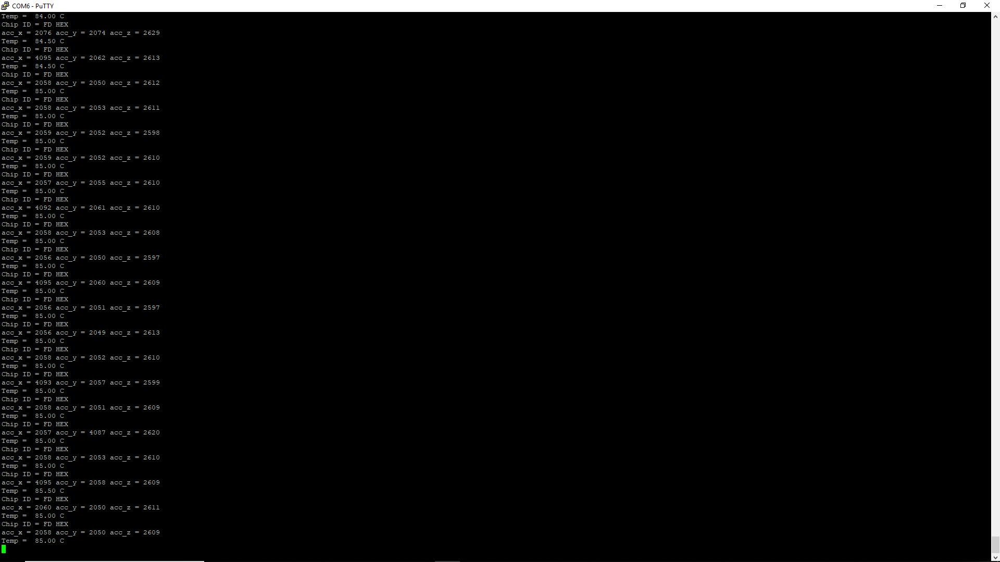 COM6 - PuTTY
Temp =  84.00 C
Chip ID = FD HEX
acc_x = 2076 acc_y = 2074 acc_z = 2629
Temp =  84.50 C
Chip ID = FD HEX
acc_x = 4095 acc_y = 2062 acc_z = 2613
Temp =  84.50 C
Chip ID = FD HEX
acc_x = 2058 acc_y = 2050 acc_z = 2612
Temp =  85.00 C
Chip ID = FD HEX
acc_x = 2058 acc_y = 2053 acc_z = 2611
Temp =  85.00 C
Chip ID = FD HEX
acc_x = 2059 acc_y = 2052 acc_z = 2598
Temp =  85.00 C
Chip ID = FD HEX
acc_x = 2059 acc_y = 2052 acc_z = 2610
Temp =  85.00 C
Chip ID = FD HEX
acc_x = 2057 acc_y = 2055 acc_z = 2610
Temp =  85.00 C
Chip ID = FD HEX
acc_x = 4092 acc_y = 2061 acc_z = 2610
Temp =  85.00 C
Chip ID = FD HEX
acc_x = 2058 acc_y = 2053 acc_z = 2608
Temp =  85.00 C
Chip ID = FD HEX
acc_x = 2056 acc_y = 2050 acc_z = 2597
Temp =  85.00 C
Chip ID = FD HEX
acc_x = 4095 acc_y = 2060 acc_z = 2609
Temp =  85.00 C
Chip ID = FD HEX
acc_x = 2056 acc_y = 2051 acc_z = 2597
Temp =  85.00 C
Chip ID = FD HEX
acc_x = 2056 acc_y = 2049 acc_z = 2613
Temp =  85.00 C
Chip ID = FD HEX
acc_x = 2058 acc_y = 2052 acc_z = 2610
Temp =  85.00 C
Chip ID = FD HEX
acc_x = 4093 acc_y = 2057 acc_z = 2599
Temp =  85.00 C
Chip ID = FD HEX
acc_x = 2058 acc_y = 2051 acc_z = 2609
Temp =  85.00 C
Chip ID = FD HEX
acc_x = 2057 acc_y = 4087 acc_z = 2620
Temp =  85.00 C
Chip ID = FD HEX
acc_x = 2058 acc_y = 2053 acc_z = 2610
Temp =  85.00 C
Chip ID = FD HEX
acc_x = 4095 acc_y = 2058 acc_z = 2609
Temp =  85.50 C
Chip ID = FD HEX
acc_x = 2060 acc_y = 2050 acc_z = 2611
Temp =  85.00 C
Chip ID = FD HEX
acc_x = 2058 acc_y = 2050 acc_z = 2609
Temp =  85.00 C